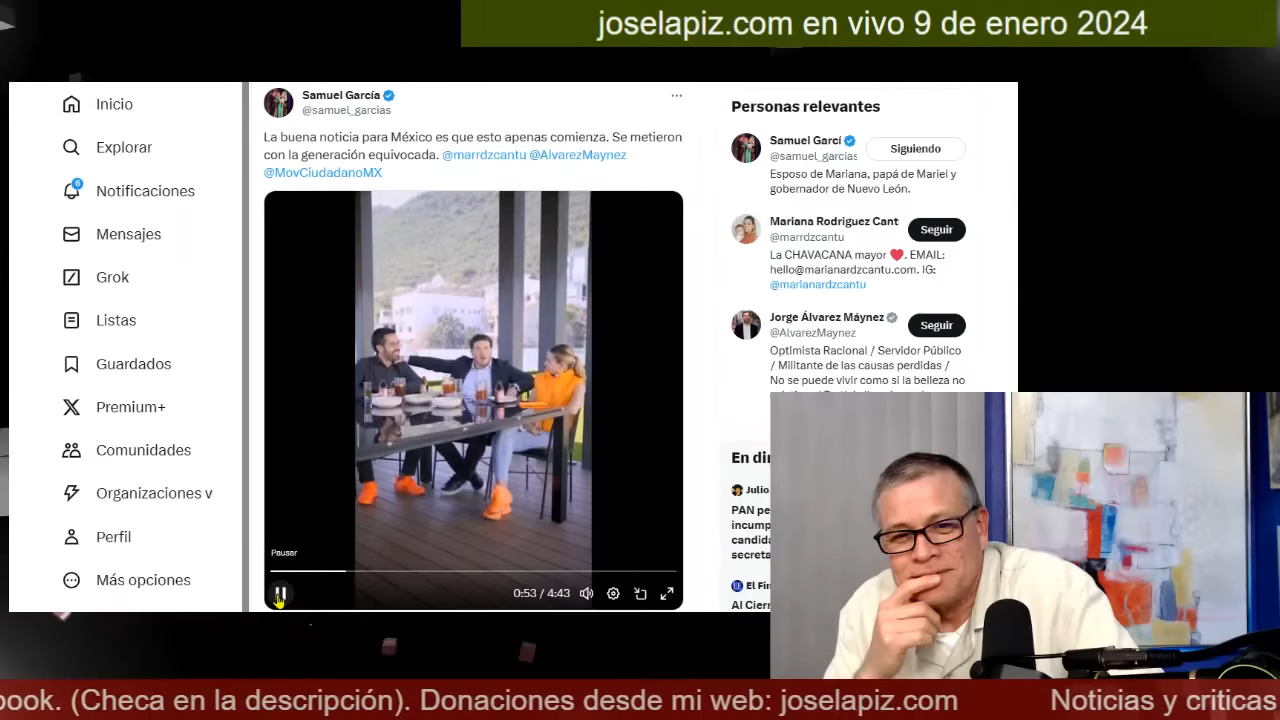 joselapiz.com en vivo 9 de enero 2024
Inicio
Explorar
6
Notificaciones
Mensajes
Grok
Listas
Guardados
Premium+
Comunidades
Organizaciones v
Perfil
Más opciones
Samuel García
@samuel_garcias
La buena noticia para México es que esto apenas comienza. Se metieron
con la generación equivocada. @marrdzcantu @AlvarezMaynez
@MovCiudadanoMX
Pausar
0:53 / 4:43
Personas relevantes
Samuel Garcí
@samuel_garcias
Siguiendo
Esposo de Mariana, papá de Mariel y
gobernador de Nuevo León.
Mariana Rodriguez Cant
@marrdzcantu
Seguir
La CHAVACANA mayor ❤️. EMAIL:
hello@marianardzcantu.com. IG:
@marianardzcantu
Jorge Álvarez Máynez
@AlvarezMaynez
Seguir
Optimista Racional / Servidor Público
/ Militante de las causas perdidas /
No se puede vivir como si la belleza no
En dir
Julio
PAN pe
incump
candida
secreta
El Fin
Al Cierr
book. (Checa en la descripción). Donaciones desde mi web: joselapiz.com
Noticias y criticas